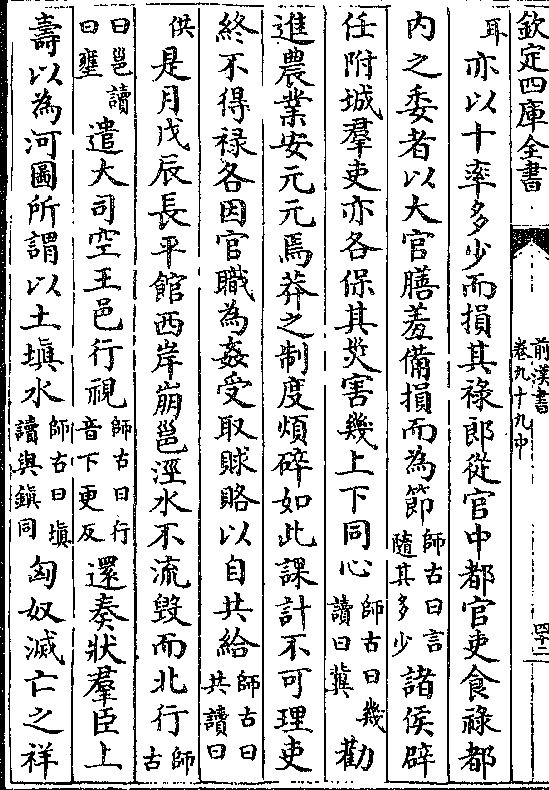 欽定四庫全書
前漢書
卷九十九中
四十二
耳亦以十率多少而損其祿郎從官中都官吏食祿都
内之委者以大官膳羞備損而為節師古曰言隨其多少諸侯辟
任附城羣吏亦各保其災害幾上下同心師古曰幾讀曰冀勸
進農業安元元焉莽之制度煩碎如此課計不可理吏
終不得禄各因官職為姦受取賕賂以自共給師古曰共讀曰
供是月戊辰長平館西岸崩邕涇水不流毁而北行師古
曰邕讀曰壅遣大司空王邑行視師古曰行音下更反還奏狀羣臣上
壽以為河圖所謂以土塡水師古曰塡讀與鎮同匈奴滅亡之祥